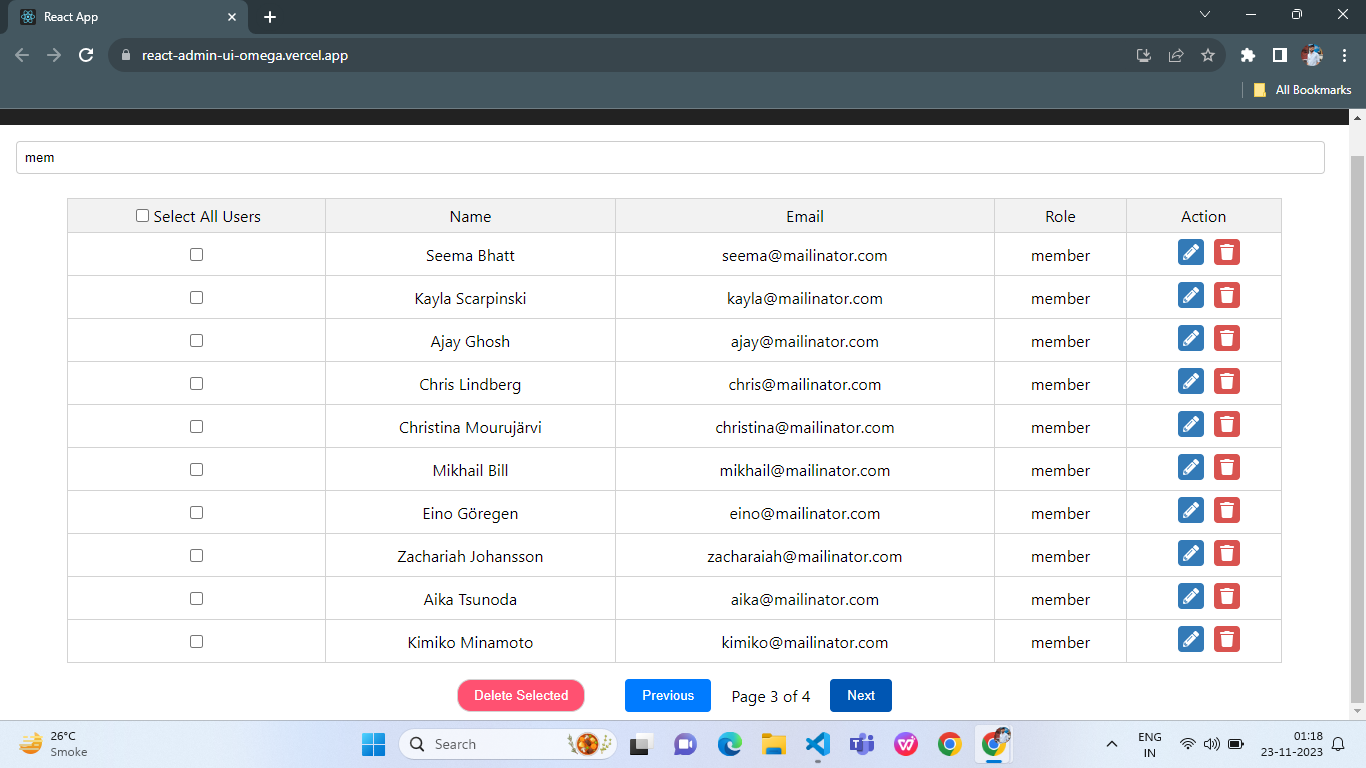 React App
react-admin-ui-omega.vercel.app
All Bookmarks
mem
Select All Users Name Email Role Action
Seema Bhatt seema@mailinator.com member
Kayla Scarpinski kayla@mailinator.com member
Ajay Ghosh ajay@mailinator.com member
Chris Lindberg chris@mailinator.com member
Christina Mourujärvi christina@mailinator.com member
Mikhail Bill mikhail@mailinator.com member
Eino Göregen eino@mailinator.com member
Zachariah Johansson zacharaiah@mailinator.com member
Aika Tsunoda aika@mailinator.com member
Kimiko Minamoto kimiko@mailinator.com member
Delete Selected Previous Page 3 of 4 Next
26°C
Smoke
Search
ENG
IN
01:18
23-11-2023